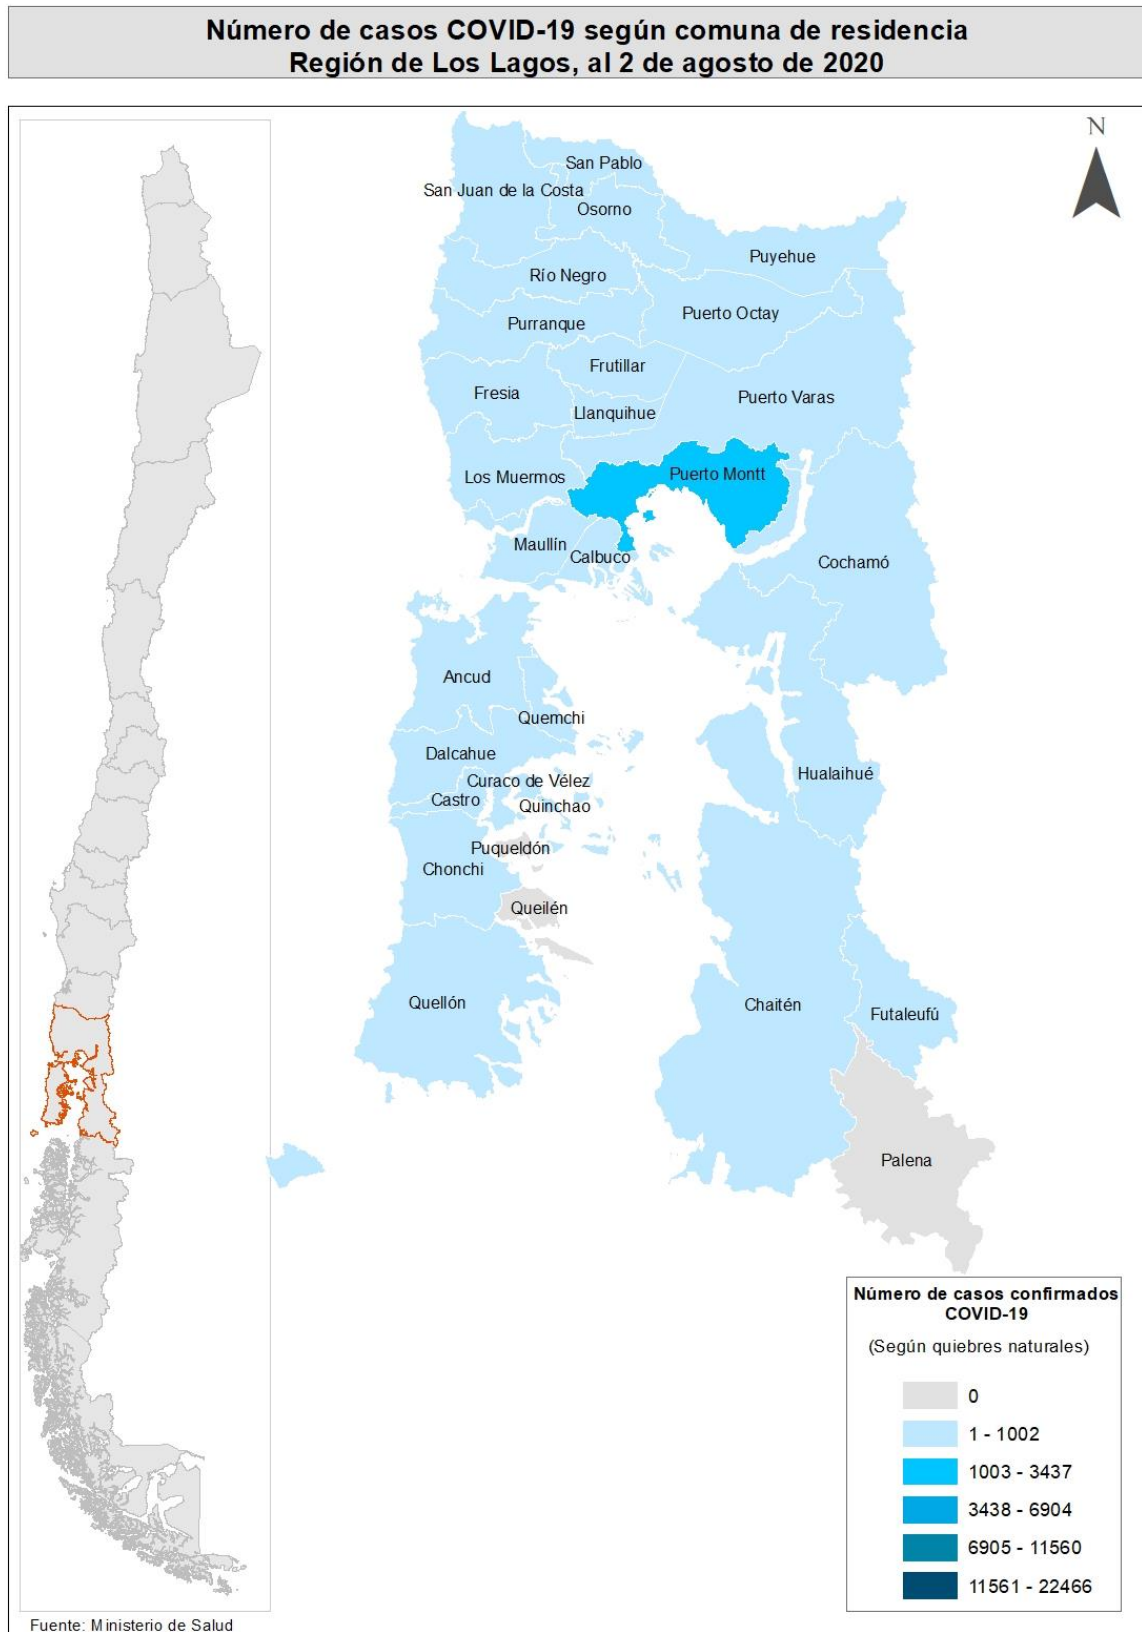 Número de casos COVID-19 según comuna de residencia
Región de Los Lagos, al 2 de agosto de 2020
N
San Pablo
San Juan de la Costa
Osorno
Puyehue
Río Negro
Puerto Octay
Purranque
Frutillar
Fresia
Puerto Varas
Llanquihue
Puerto Montt
Los Muermos
Maullín
Calbuco
Cochamó
Ancud
Quemchi
Dalcahue
Hualaihué
Curaco de Vélez
Castro
Quinchao
Puqueldón
Chonchi
Queilén
Quellón
Chaitén
Futaleufú
Palena
Número de casos confirmados
COVID-19
(Según quiebres naturales)
0
1 - 1002
1003 - 3437
3438 - 6904
6905 - 11560
11561 - 22466
Fuente: Ministerio de Salud